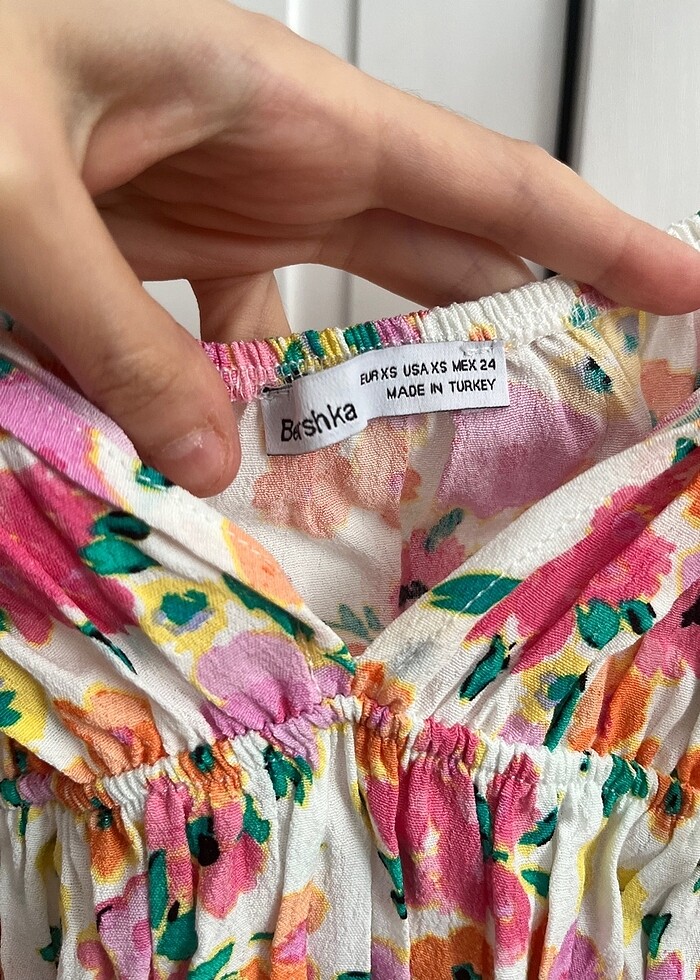 EUR XS USA XS MEX 24
MADE IN TURKEY
Bershka